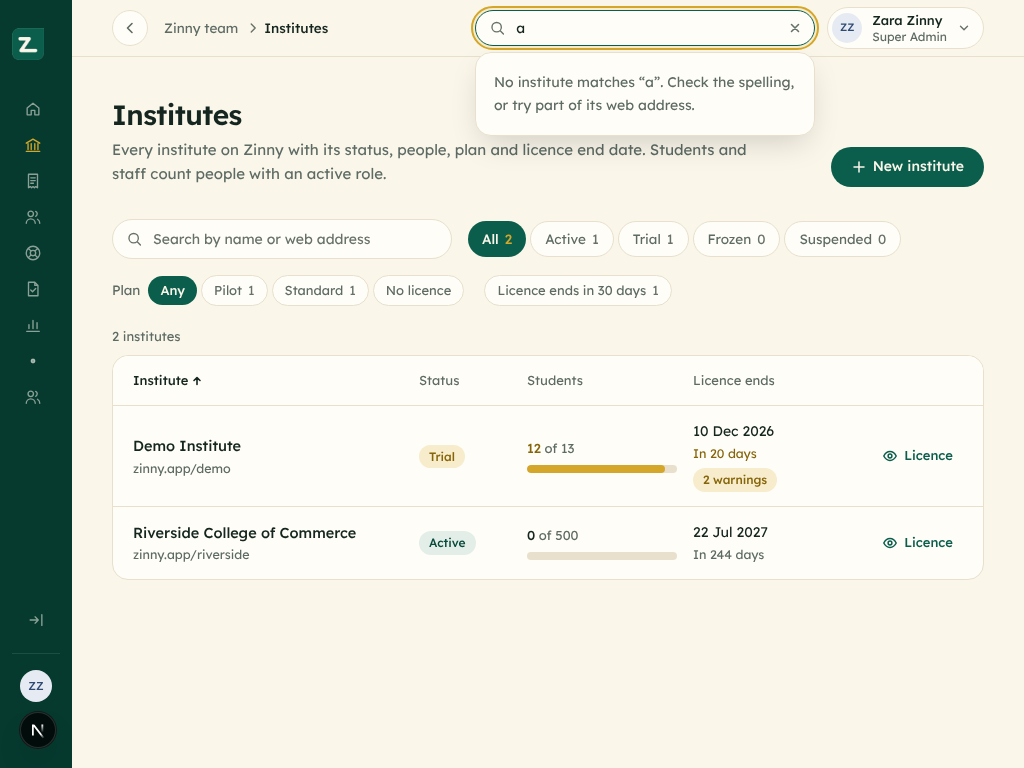 Zinny team
Institutes
a
ZZ
Zara Zinny
Super Admin
No institute matches “a”. Check the spelling,
or try part of its web address.
Institutes
Every institute on Zinny with its status, people, plan and licence end date. Students and
staff count people with an active role.
New institute
Search by name or web address
All 2
Active 1
Trial 1
Frozen 0
Suspended 0
Plan
Any
Pilot 1
Standard 1
No licence
Licence ends in 30 days 1
2 institutes
Institute ↑
Status
Students
Licence ends
Demo Institute
zinny.app/demo
Trial
12 of 13
10 Dec 2026
In 20 days
2 warnings
Licence
Riverside College of Commerce
zinny.app/riverside
Active
0 of 500
22 Jul 2027
In 244 days
Licence
Z
ZZ
N